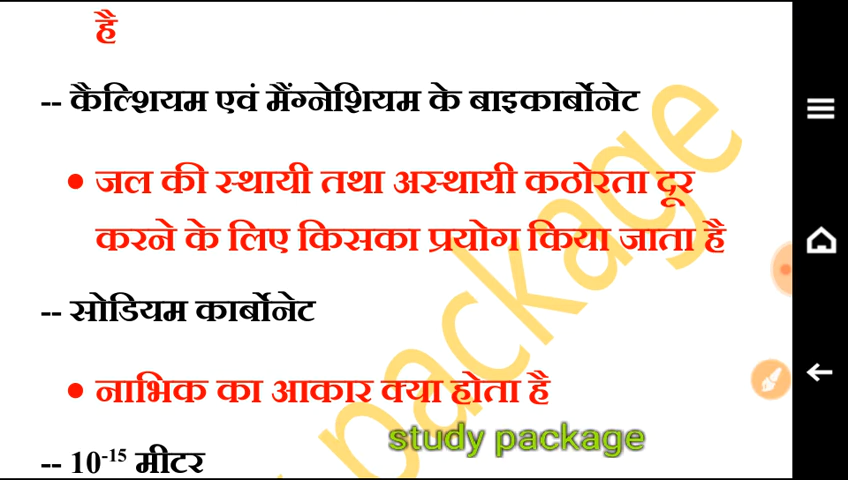 है
-- कैल्शियम एवं मैंग्नेशियम के बाइकार्बोनेट
• जल की स्थायी तथा अस्थायी कठोरता दूर
करने के लिए किसका प्रयोग किया जाता है
-- सोडियम कार्बोनेट
• नाभिक का आकार क्या होता है
-- 10⁻¹⁵ मीटर
study package
package